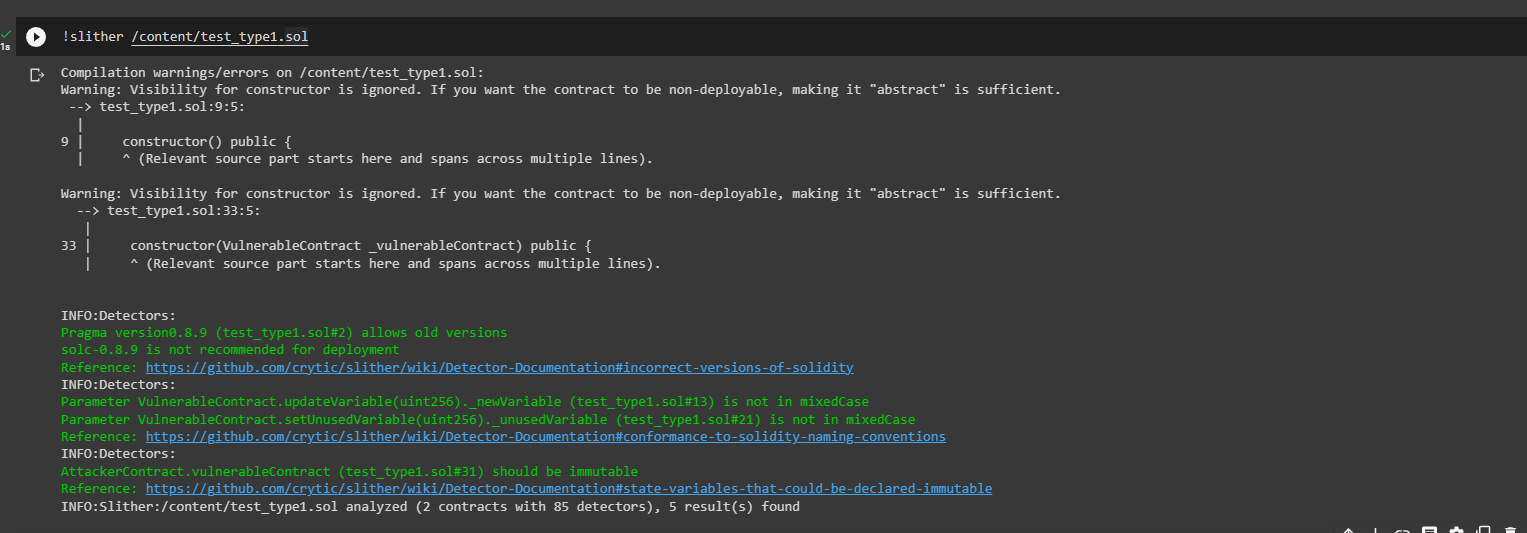 1s
!slither /content/test_type1.sol
Compilation warnings/errors on /content/test_type1.sol:
Warning: Visibility for constructor is ignored. If you want the contract to be non-deployable, making it "abstract" is sufficient.
 --> test_type1.sol:9:5:
  |
9 |     constructor() public {
  |     ^ (Relevant source part starts here and spans across multiple lines).
Warning: Visibility for constructor is ignored. If you want the contract to be non-deployable, making it "abstract" is sufficient.
  --> test_type1.sol:33:5:
   |
33 |     constructor(VulnerableContract _vulnerableContract) public {
   |     ^ (Relevant source part starts here and spans across multiple lines).
INFO:Detectors:
Pragma version0.8.9 (test_type1.sol#2) allows old versions
solc-0.8.9 is not recommended for deployment
Reference: https://github.com/crytic/slither/wiki/Detector-Documentation#incorrect-versions-of-solidity
INFO:Detectors:
Parameter VulnerableContract.updateVariable(uint256)._newVariable (test_type1.sol#13) is not in mixedCase
Parameter VulnerableContract.setUnusedVariable(uint256)._unusedVariable (test_type1.sol#21) is not in mixedCase
Reference: https://github.com/crytic/slither/wiki/Detector-Documentation#conformance-to-solidity-naming-conventions
INFO:Detectors:
AttackerContract.vulnerableContract (test_type1.sol#31) should be immutable
Reference: https://github.com/crytic/slither/wiki/Detector-Documentation#state-variables-that-could-be-declared-immutable
INFO:Slither:/content/test_type1.sol analyzed (2 contracts with 85 detectors), 5 result(s) found